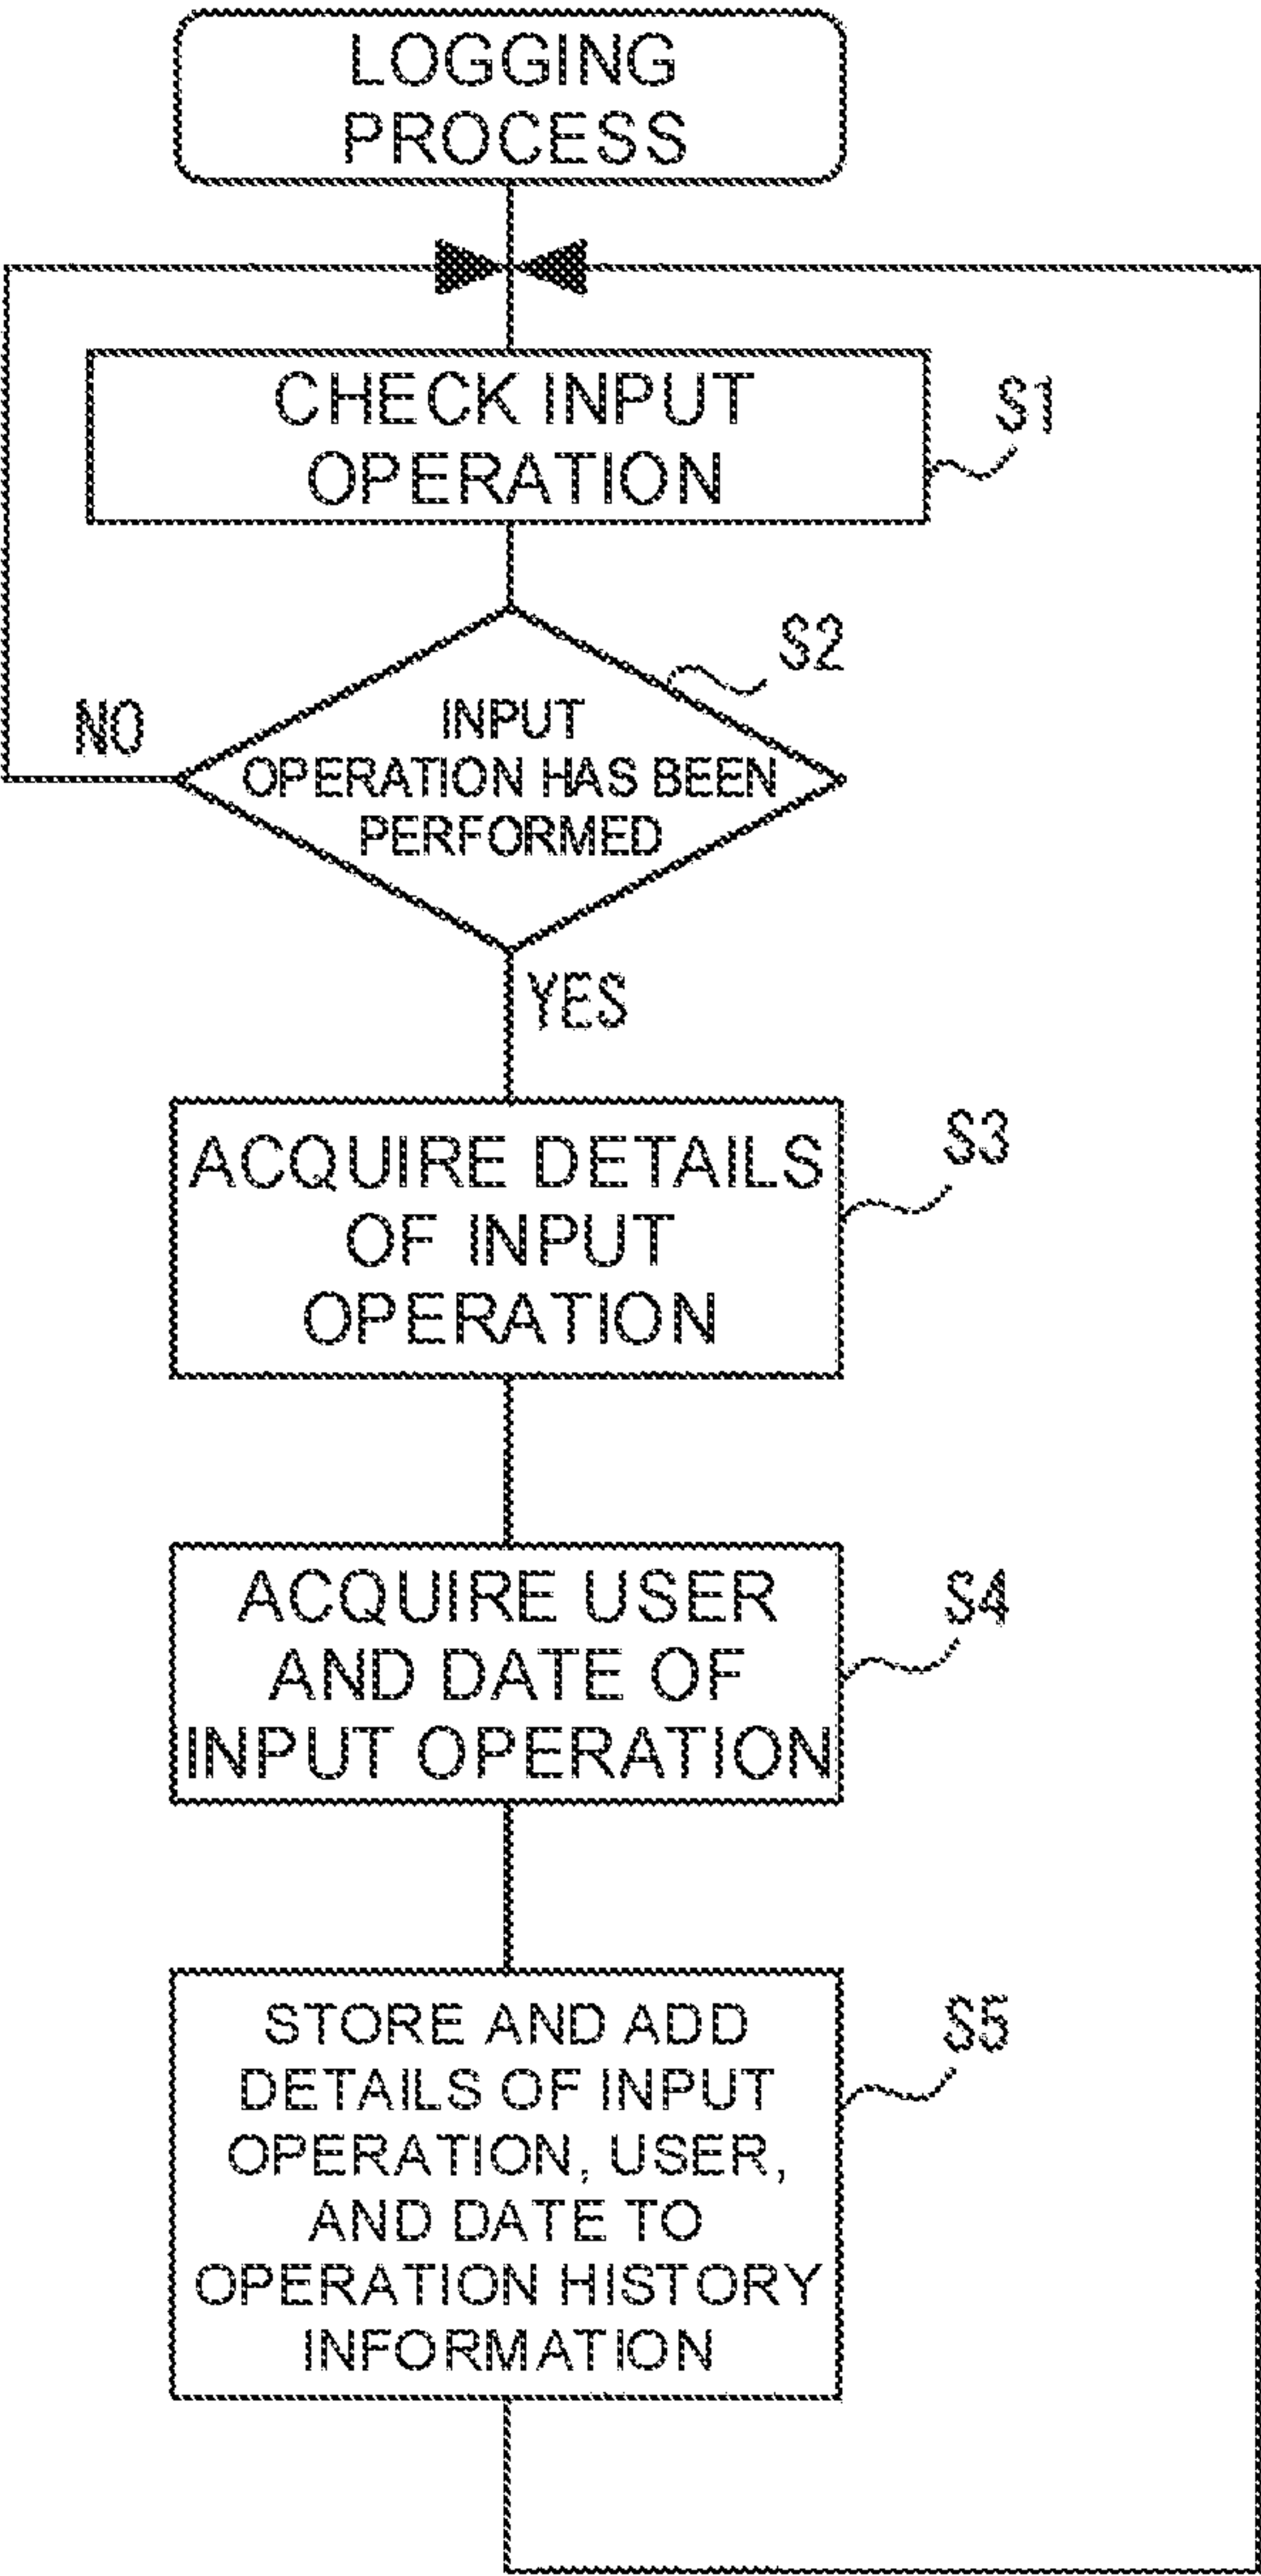 LOGGING
PROCESS
CHECK INPUT
OPERATION
S1
S2
INPUT
OPERATION HAS BEEN
PERFORMED
NO
YES
ACQUIRE DETAILS
OF INPUT
OPERATION
S3
ACQUIRE USER
AND DATE OF
INPUT OPERATION
S4
STORE AND ADD
DETAILS OF INPUT
OPERATION, USER,
AND DATE TO
OPERATION HISTORY
INFORMATION
S5